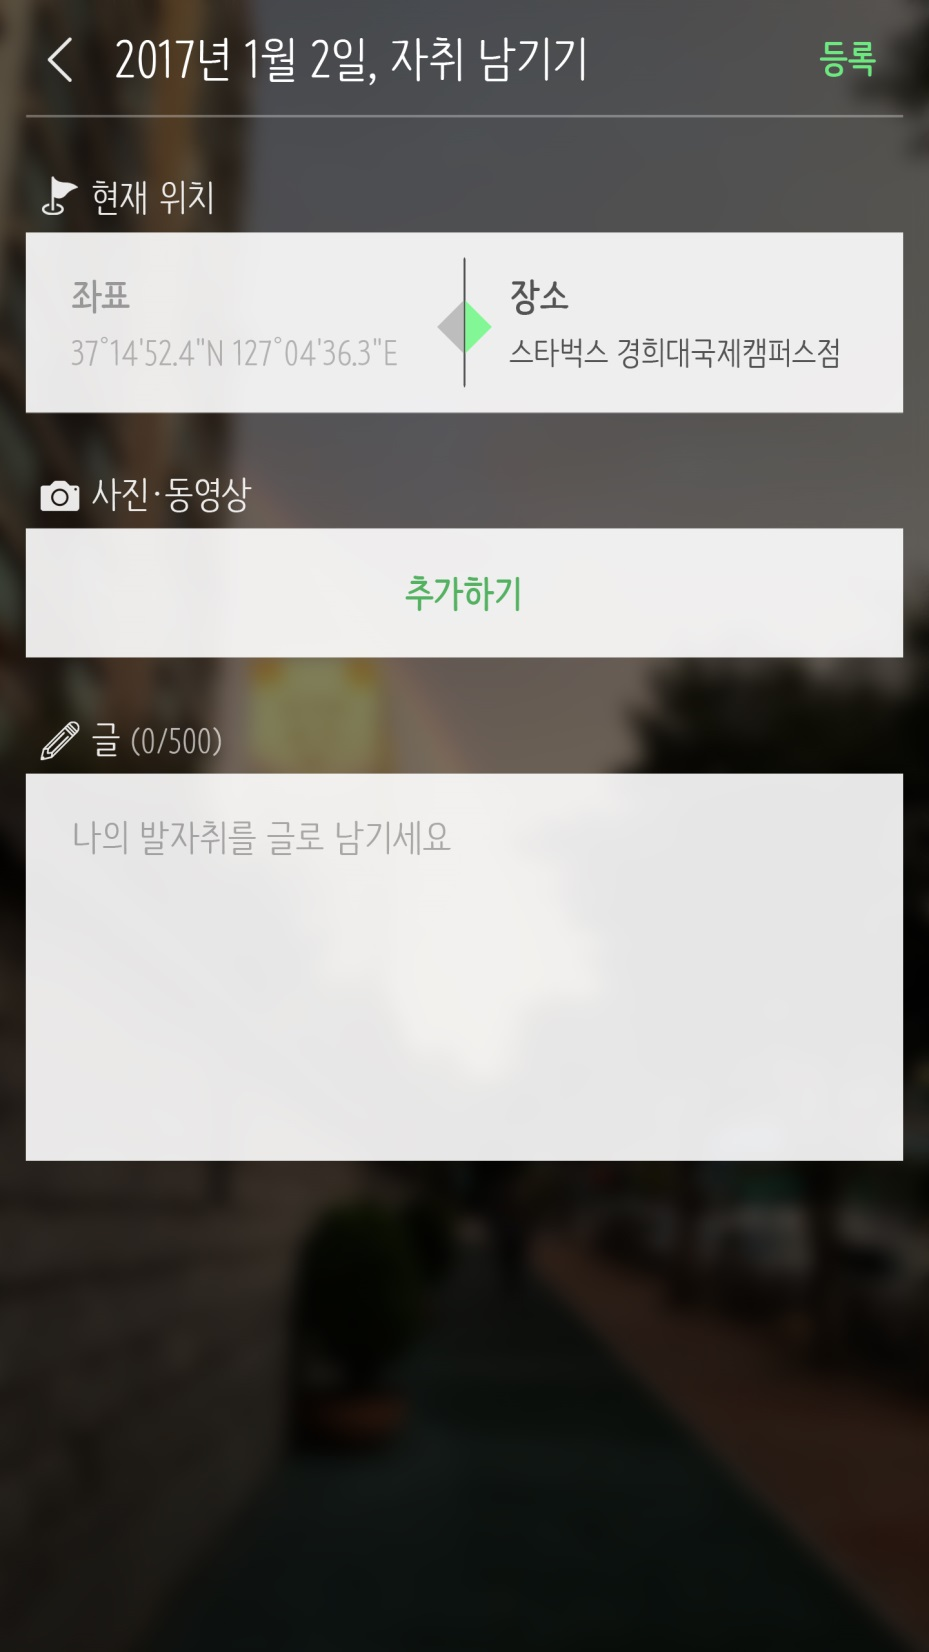 2017년 1월 2일, 자취 남기기
등록
현재 위치
좌표
37°14'52.4"N 127°04'36.3"E
장소
스타벅스 경희대국제캠퍼스점
사진·동영상
추가하기
글 (0/500)
나의 발자취를 글로 남기세요